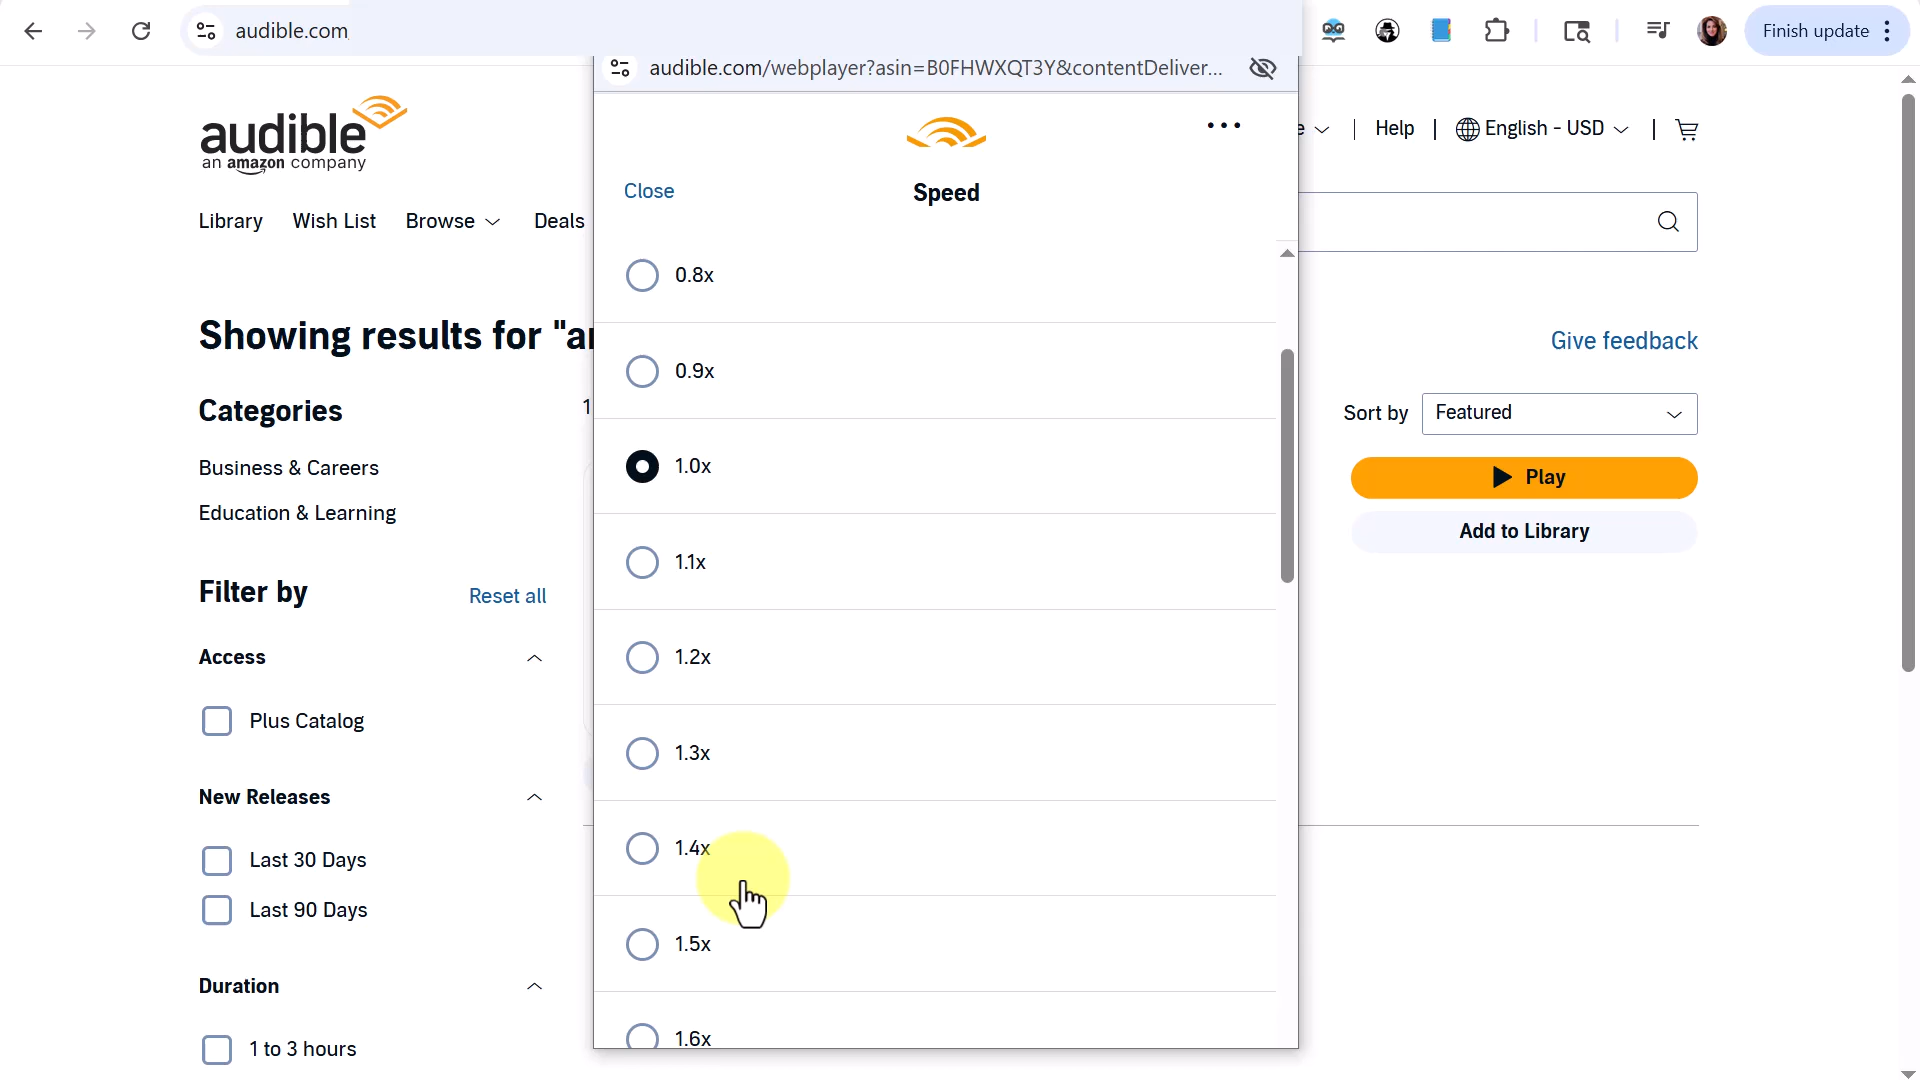 audible.com
Finish update
audible.com/webplayer?asin=B0FHWXQT3Y&contentDeliver...
audible
an amazon company
Help
English - USD
Library
Wish List
Browse
Deals
Close
Speed
0.8x
0.9x
1.0x
1.1x
1.2x
1.3x
1.4x
1.5x
1.6x
Showing results for "a
Give feedback
Categories
1
Sort by
Featured
Business & Careers
Play
Education & Learning
Add to Library
Filter by
Reset all
Access
Plus Catalog
New Releases
Last 30 Days
Last 90 Days
Duration
1 to 3 hours